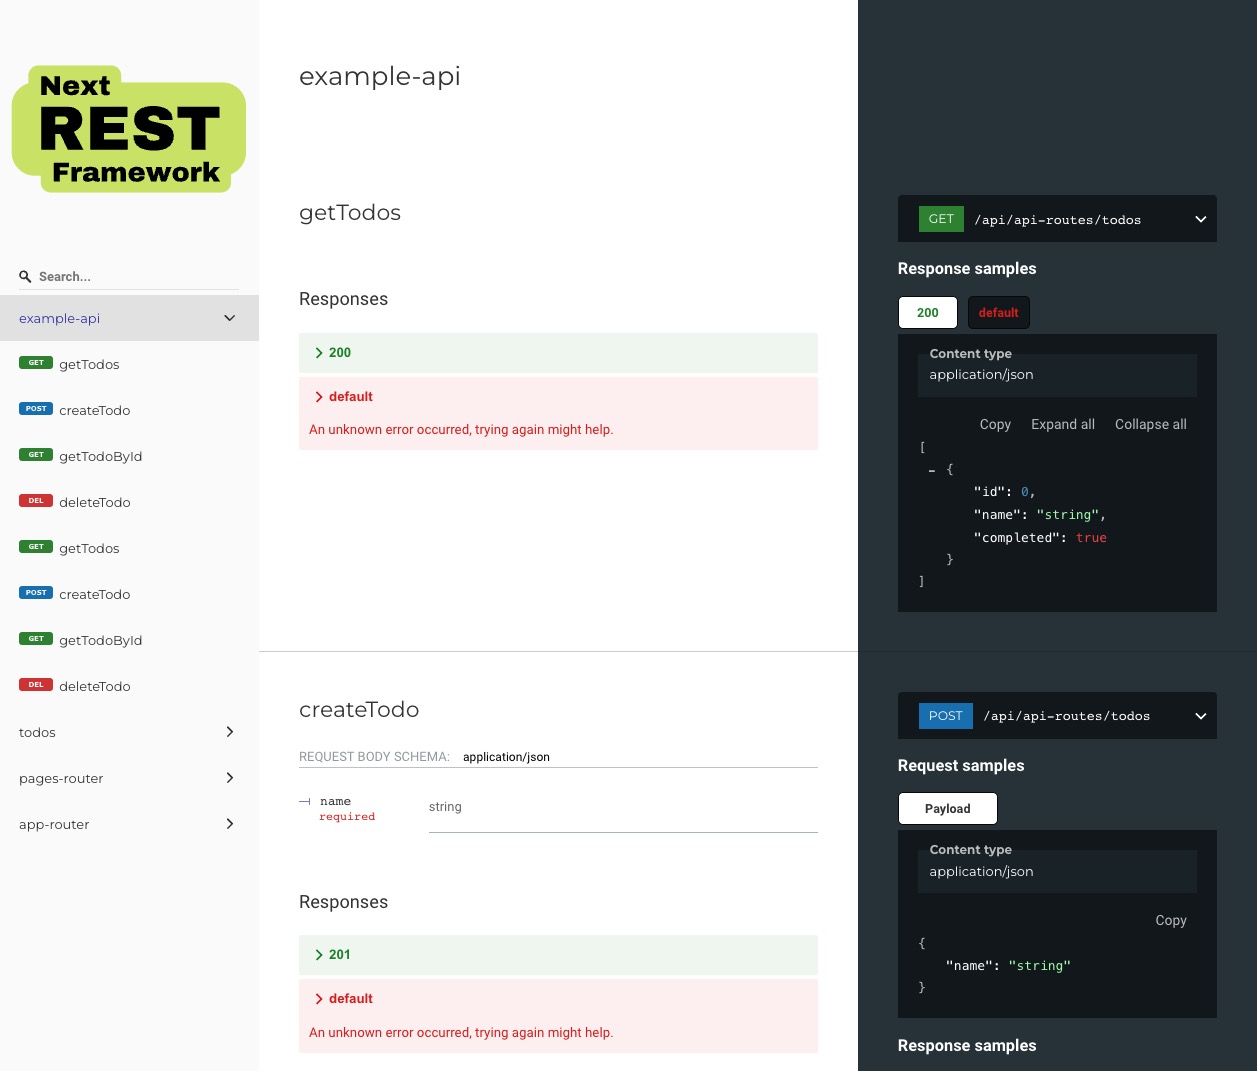 Next
REST
Framework
Search...
example-api
GET getTodos
POST createTodo
GET getTodoById
DEL deleteTodo
GET getTodos
POST createTodo
GET getTodoById
DEL deleteTodo
todos
pages-router
app-router
example-api
getTodos
Responses
200
default
An unknown error occurred, trying again might help.
createTodo
REQUEST BODY SCHEMA: application/json
name string
required
Responses
201
default
An unknown error occurred, trying again might help.
GET /api/api-routes/todos
Response samples
200 default
Content type
application/json
Copy Expand all Collapse all
[
- {
"id": 0,
"name": "string",
"completed": true
}
]
POST /api/api-routes/todos
Request samples
Payload
Content type
application/json
Copy
{
"name": "string"
}
Response samples